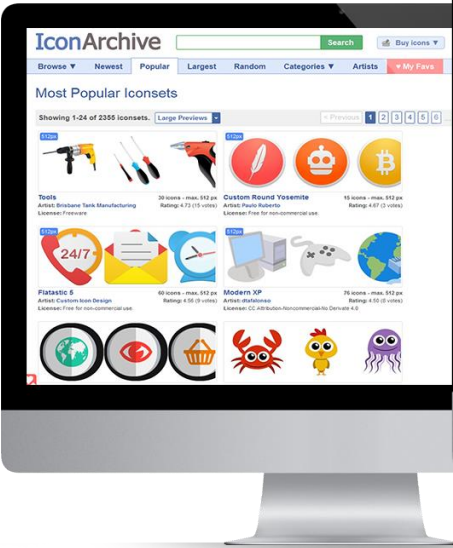 IconArchive
Search
Buy icons ▼
Browse ▼ Newest Popular Largest Random Categories ▼ Artists ♥ My Favs
Most Popular Iconsets
Showing 1-24 of 2355 iconsets. Large Previews
< Previous 1 2 3 4 5 6 ...
512px
512px
Tools 30 icons - max. 512 px
Artist: Brisbane Tank Manufacturing Rating: 4.73 (15 votes)
License: Freeware
Custom Round Yosemite 15 icons - max. 512 px
Artist: Paulo Ruberto Rating: 4.67 (3 votes)
License: Free for non-commercial use.
512px
24/7
512px
Flatastic 5 60 icons - max. 512 px
Artist: Custom Icon Design Rating: 4.56 (9 votes)
License: Free for non-commercial use.
Modern XP 76 icons - max. 512 px
Artist: dtafalonso
License: CC Attribution-Noncommercial-No Derivate 4.0